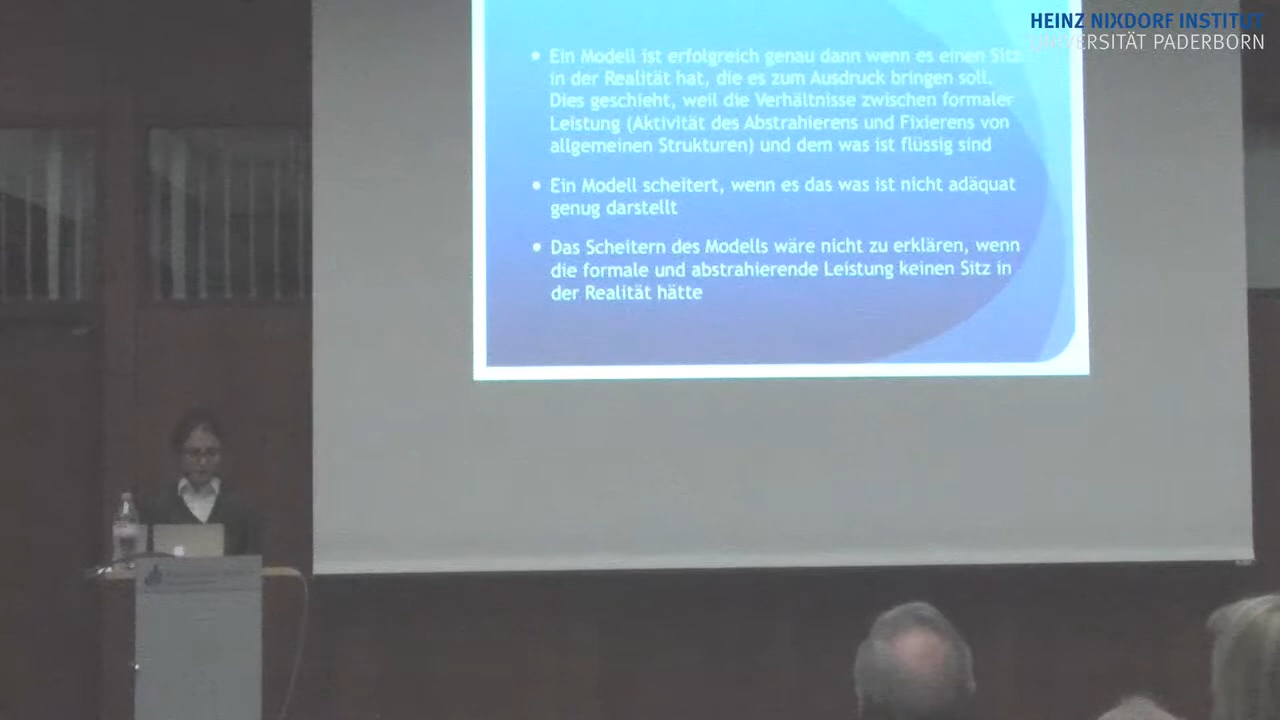 HEINZ NIXDORF INSTITUT
UNIVERSITÄT PADERBORN
• Ein Modell ist erfolgreich genau dann wenn es einen Sitz
in der Realität hat, die es zum Ausdruck bringen soll.
Dies geschieht, weil die Verhältnisse zwischen formaler
Leistung (Aktivität des Abstrahierens und Fixierens von
allgemeinen Strukturen) und dem was ist flüssig sind
• Ein Modell scheitert, wenn es das was ist nicht adäquat
genug darstellt
• Das Scheitern des Modells wäre nicht zu erklären, wenn
die formale und abstrahierende Leistung keinen Sitz in
der Realität hätte